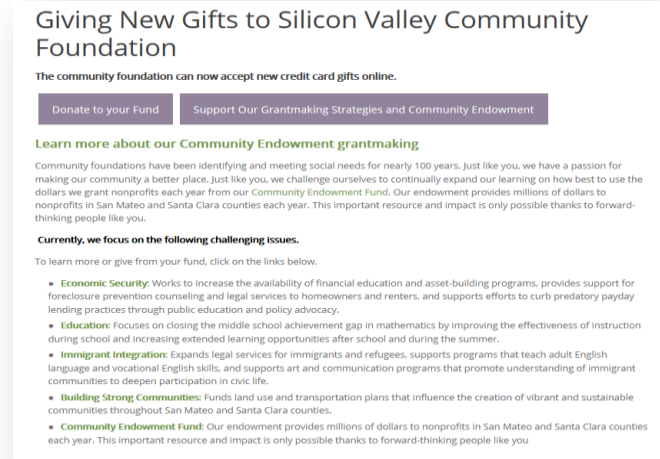 Giving New Gifts to Silicon Valley Community
Foundation
The community foundation can now accept new credit card gifts online.
Donate to your Fund
Support Our Grantmaking Strategies and Community Endowment
Learn more about our Community Endowment grantmaking
Community foundations have been identifying and meeting social needs for nearly 100 years. Just like you, we have a passion for
making our community a better place. Just like you, we challenge ourselves to continually expand our learning on how best to use the
dollars we grant nonprofits each year from our Community Endowment Fund. Our endowment provides millions of dollars to
nonprofits in San Mateo and Santa Clara counties each year. This important resource and impact is only possible thanks to forward-
thinking people like you.
Currently, we focus on the following challenging issues.
To learn more or give from your fund, click on the links below.
• Economic Security: Works to increase the availability of financial education and asset-building programs, provides support for
foreclosure prevention counseling and legal services to homeowners and renters, and supports efforts to curb predatory payday
lending practices through public education and policy advocacy.
• Education: Focuses on closing the middle school achievement gap in mathematics by improving the effectiveness of instruction
during school and increasing extended learning opportunities after school and during the summer.
• Immigrant Integration: Expands legal services for immigrants and refugees, supports programs that teach adult English
language and vocational English skills, and supports art and communication programs that promote understanding of immigrant
communities to deepen participation in civic life.
• Building Strong Communities: Funds land use and transportation plans that influence the creation of vibrant and sustainable
communities throughout San Mateo and Santa Clara counties.
• Community Endowment Fund: Our endowment provides millions of dollars to nonprofits in San Mateo and Santa Clara counties
each year. This important resource and impact is only possible thanks to forward-thinking people like you